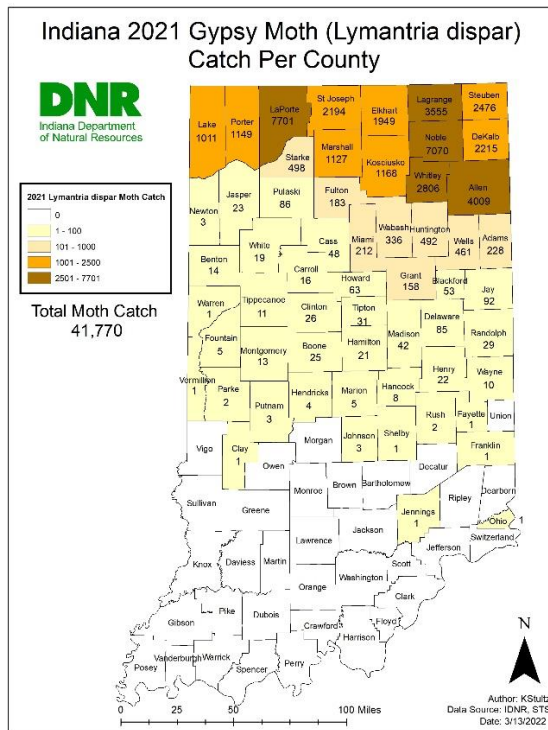 Indiana 2021 Gypsy Moth (Lymantria dispar)
Catch Per County
DNR
Indiana Department
of Natural Resources
2021 Lymantria dispar Moth Catch
0
1 - 100
101 - 1000
1001 - 2500
2501 - 7701
Total Moth Catch
41,770
Lake
1011
Porter
1149
LaPorte
7701
St Joseph
2194
Elkhart
1949
Lagrange
3555
Steuben
2476
Noble
7070
DeKalb
2215
Marshall
1127
Kosciusko
1168
Starke
498
Whitley
2806
Allen
4009
Newton
3
Jasper
23
Pulaski
86
Fulton
183
Cass
48
Miami
212
Wabash
336
Huntington
492
Wells
461
Adams
228
Benton
14
White
19
Carroll
16
Howard
63
Grant
158
Blackford
53
Jay
92
Warren
1
Tippecanoe
11
Clinton
26
Tipton
31
Madison
42
Delaware
85
Randolph
29
Fountain
5
Montgomery
13
Boone
25
Hamilton
21
Henry
22
Wayne
10
Vermillion
1
Parke
2
Putnam
3
Hendricks
4
Marion
5
Hancock
8
Rush
2
Fayette
1
Union
Vigo
Clay
1
Owen
Morgan
Johnson
3
Shelby
1
Franklin
1
Decatur
Sullivan
Greene
Monroe
Brown
Bartholomew
Jennings
1
Ripley
Dearborn
Ohio
1
Switzerland
Knox
Daviess
Martin
Lawrence
Jackson
Scott
Jefferson
Orange
Washington
Clark
Gibson
Pike
Dubois
Crawford
Floyd
Harrison
Posey
Vanderburgh
Warrick
Spencer
Perry
N
0 25 50 100 Miles
Author: KStultz
Data Source: IDNR, STS
Date: 3/13/2022